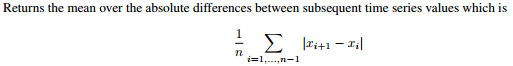 Returns the mean over the absolute differences between subsequent time series values which is
1/n ∑ i=1,...,n−1 |x_{i+1} − x_i|